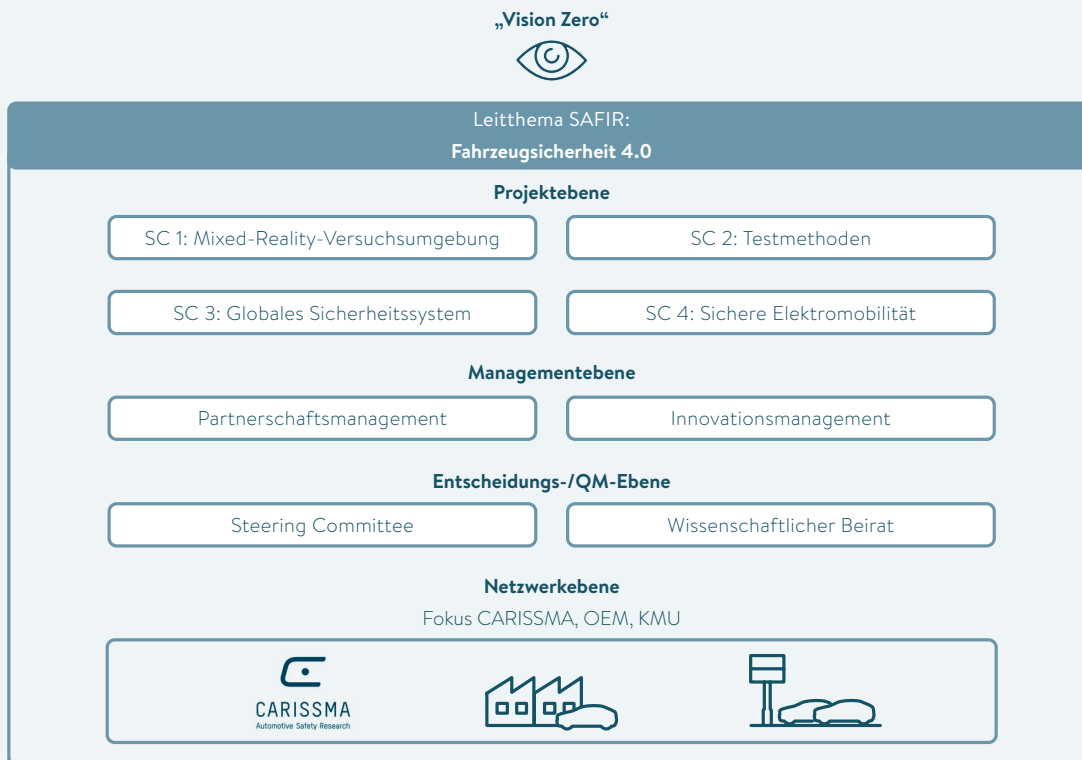 „Vision Zero“
Leitthema SAFIR:
Fahrzeugsicherheit 4.0
Projektebene
SC 1: Mixed-Reality-Versuchsumgebung
SC 2: Testmethoden
SC 3: Globales Sicherheitssystem
SC 4: Sichere Elektromobilität
Managementebene
Partnerschaftsmanagement
Innovationsmanagement
Entscheidungs-/QM-Ebene
Steering Committee
Wissenschaftlicher Beirat
Netzwerkebene
Fokus CARISSMA, OEM, KMU
CARISSMA
Automotive Safety Research